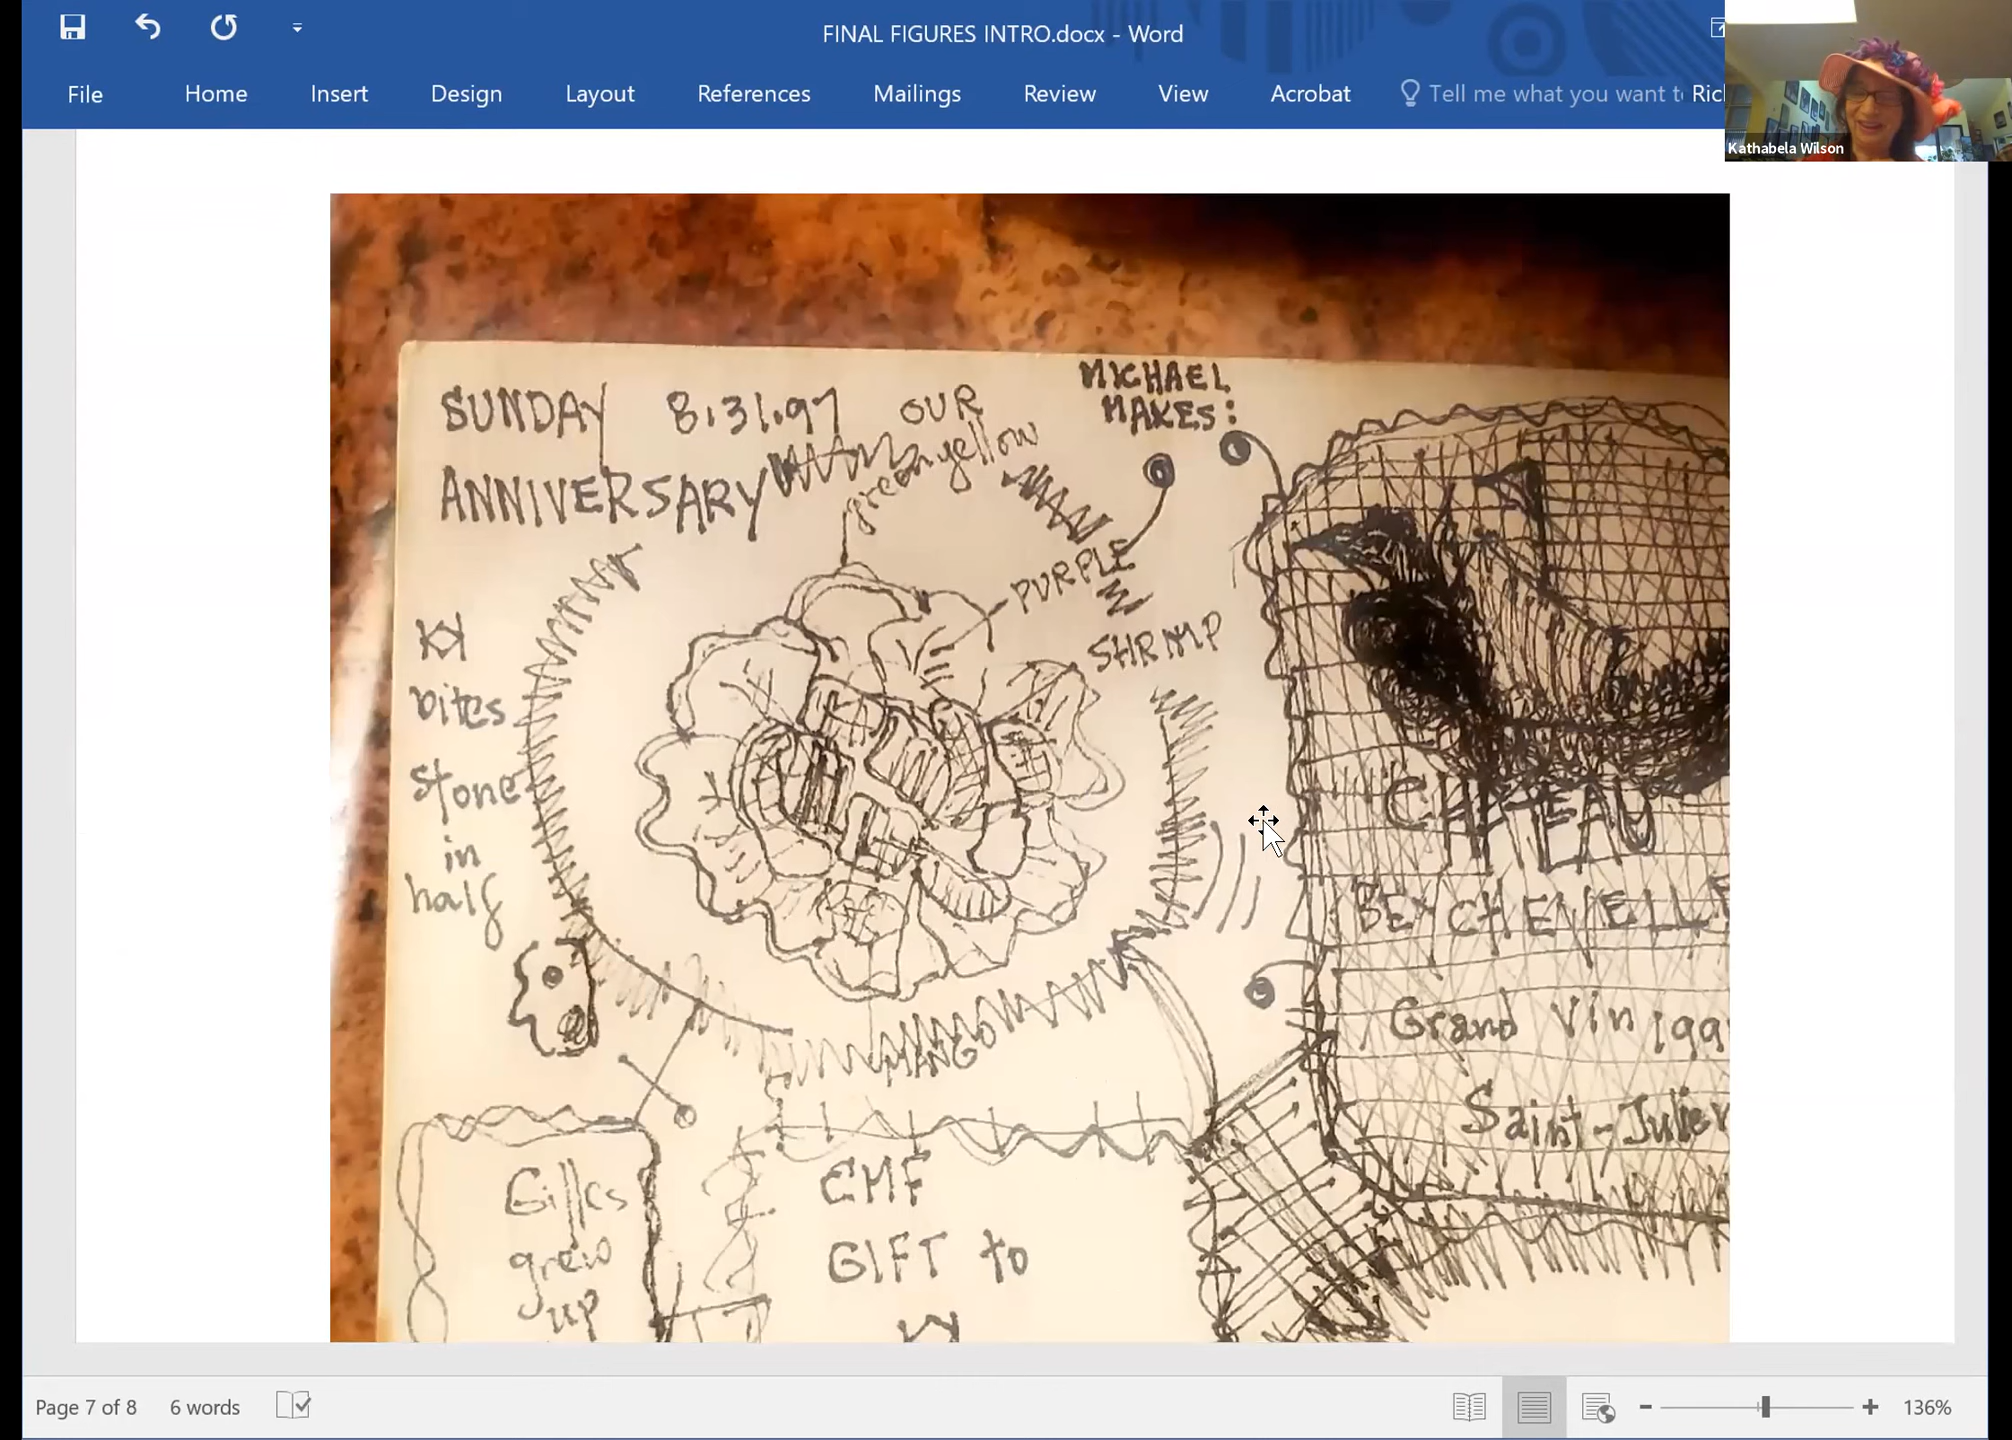 FINAL FIGURES INTRO.docx - Word
File Home Insert Design Layout References Mailings Review View Acrobat Tell me what you want t Ric
Kathabela Wilson
SUNDAY 8.31.97 OUR
ANNIVERSARY
green yellow
MICHAEL
MAKES:
PURPLE
SHRIMP
bites
stone
in
half
MANGO
Gilles
grew
up
CMF
GIFT to
BEYCHEVELLE
Grand Vin 199
Saint-Julien
Page 7 of 8 6 words 136%